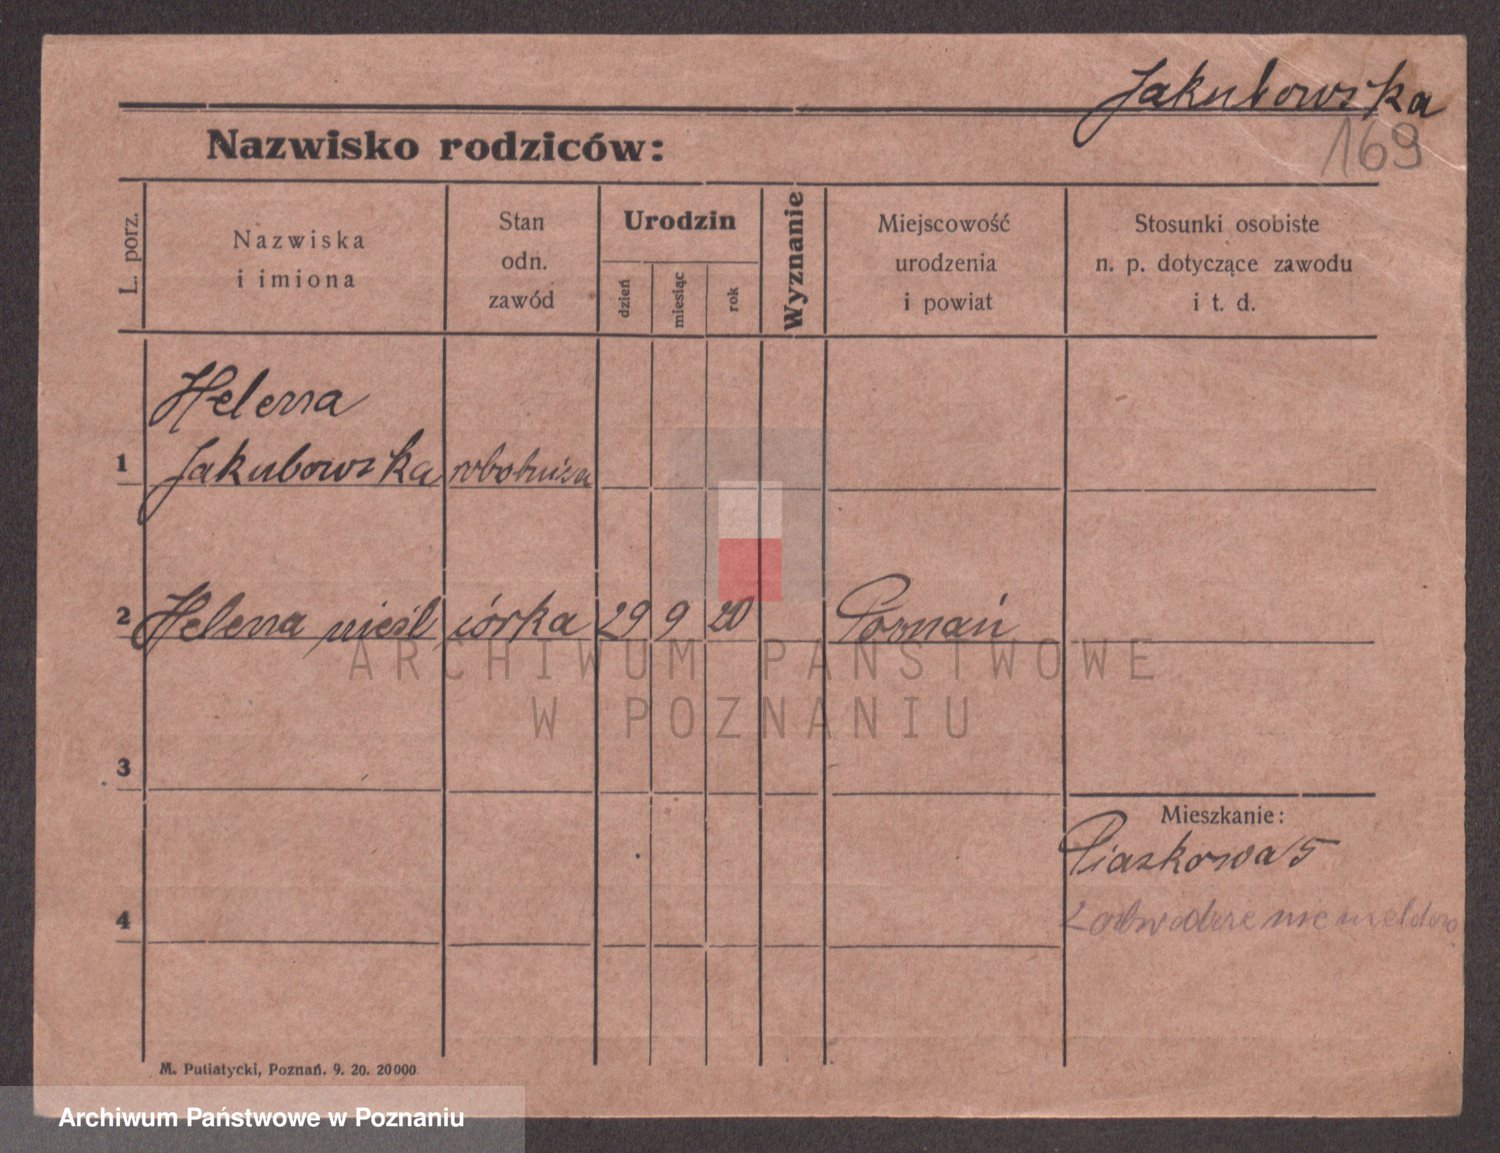 Jakubowska
169
Nazwisko rodziców:
L. porz.
Nazwiska
i imiona
Stan
odn.
zawód
Urodzin
dzień
miesiąc
rok
Wyznanie
Miejscowość
urodzenia
i powiat
Stosunki osobiste
n. p. dotyczące zawodu
i t. d.
Helena
1 Jakubowska robotnica
2 Helena nieśl córka 29 9 20 Poznań
ARCHIWUM PAŃSTWOWE
W POZNANIU
3
Mieszkanie:
Piaskowa 5
4
M. Putiatycki, Poznań. 9. 20. 20000
Archiwum Państwowe w Poznaniu